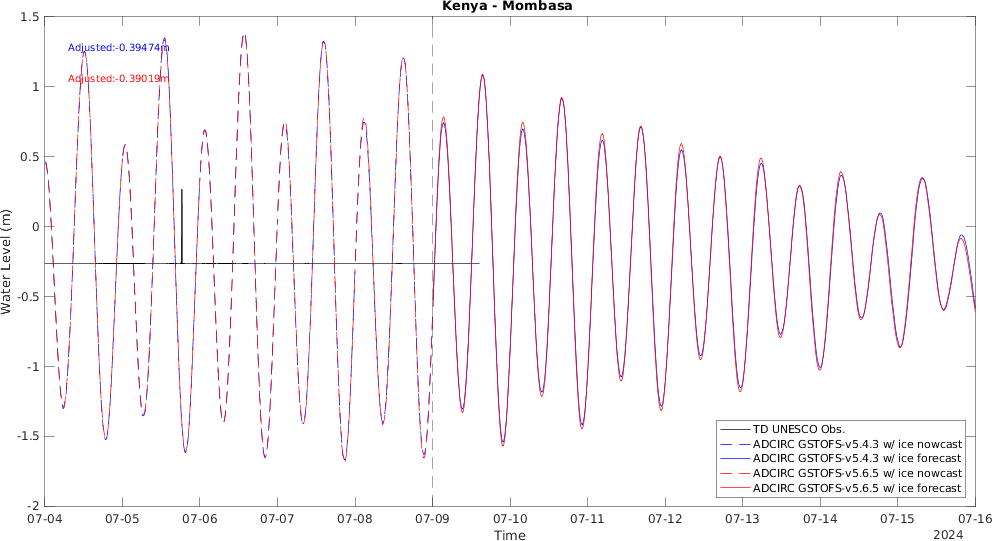 Kenya - Mombasa
1.5
1
0.5
0
-0.5
-1
-1.5
-2
Water Level (m)
Adjusted:-0.39474m
Adjusted:-0.39019m
TD UNESCO Obs.
ADCIRC GSTOFS-v5.4.3 w/ ice nowcast
ADCIRC GSTOFS-v5.4.3 w/ ice forecast
ADCIRC GSTOFS-v5.6.5 w/ ice nowcast
ADCIRC GSTOFS-v5.6.5 w/ ice forecast
07-04 07-05 07-06 07-07 07-08 07-09 07-10 07-11 07-12 07-13 07-14 07-15 07-16
Time
2024